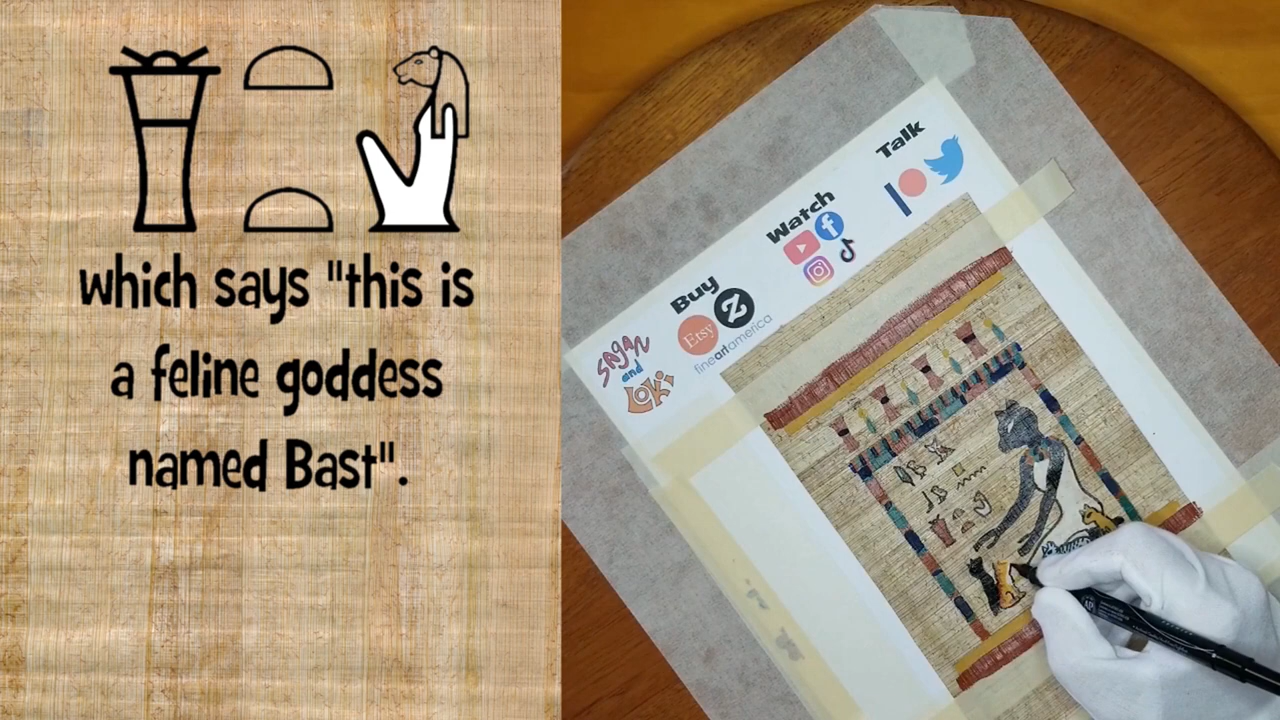 which says "this is
a feline goddess
named Bast".
Talk
Watch
Buy
Etsy
Z
fineartamerica
sagan
and
Loki